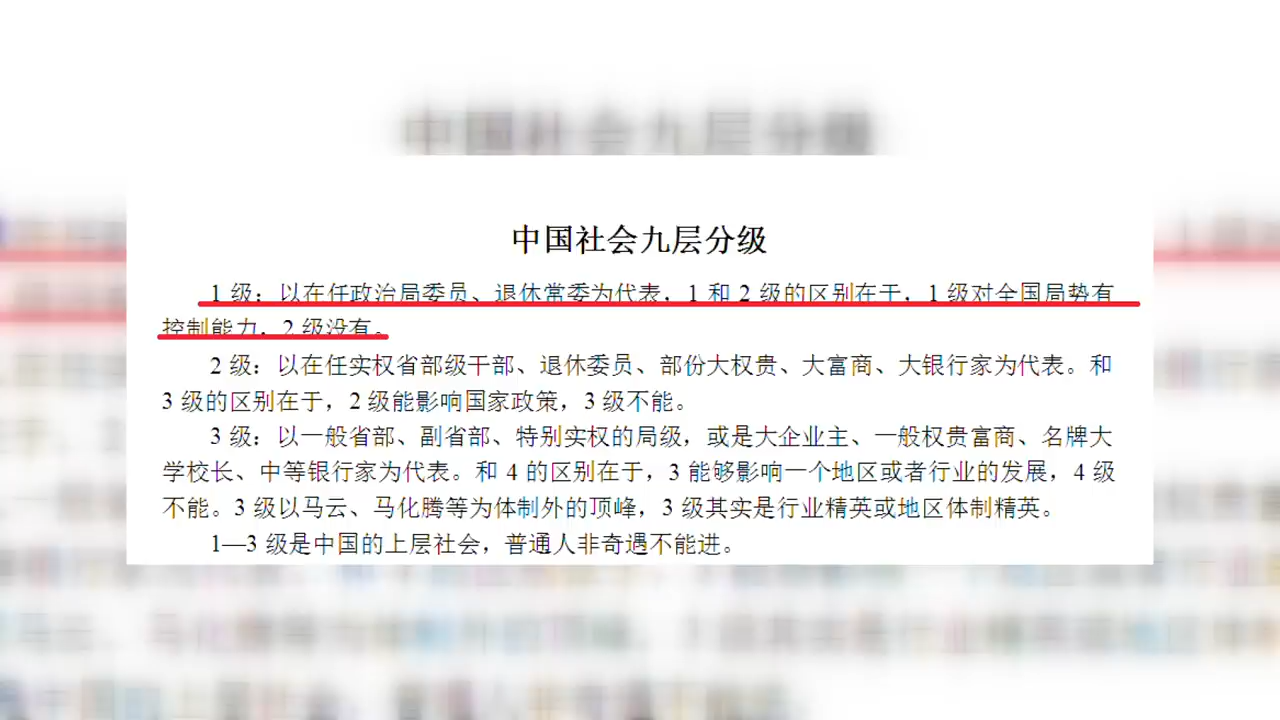 中国社会九层分级
1 级：以在任政治局委员、退休常委为代表，1 和 2 级的区别在于，1 级对全国局势有
控制能力，2 级没有。
2 级：以在任实权省部级干部、退休委员、部份大权贵、大富商、大银行家为代表。和
3 级的区别在于，2 级能影响国家政策，3 级不能。
3 级：以一般省部、副省部、特别实权的局级，或是大企业主、一般权贵富商、名牌大
学校长、中等银行家为代表。和 4 的区别在于，3 能够影响一个地区或者行业的发展，4 级
不能。3 级以马云、马化腾等为体制外的顶峰，3 级其实是行业精英或地区体制精英。
1—3 级是中国的上层社会，普通人非奇遇不能进。